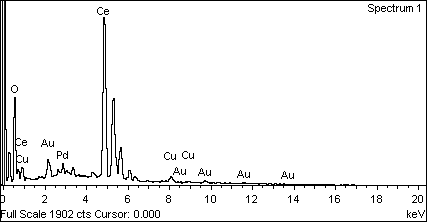 Spectrum 1
Ce
O
Ce
Cu
Au
Pd
Cu
Cu
Au
Au
Au
Au
0 2 4 6 8 10 12 14 16 18 20
Full Scale 1902 cts Cursor: 0.000 keV